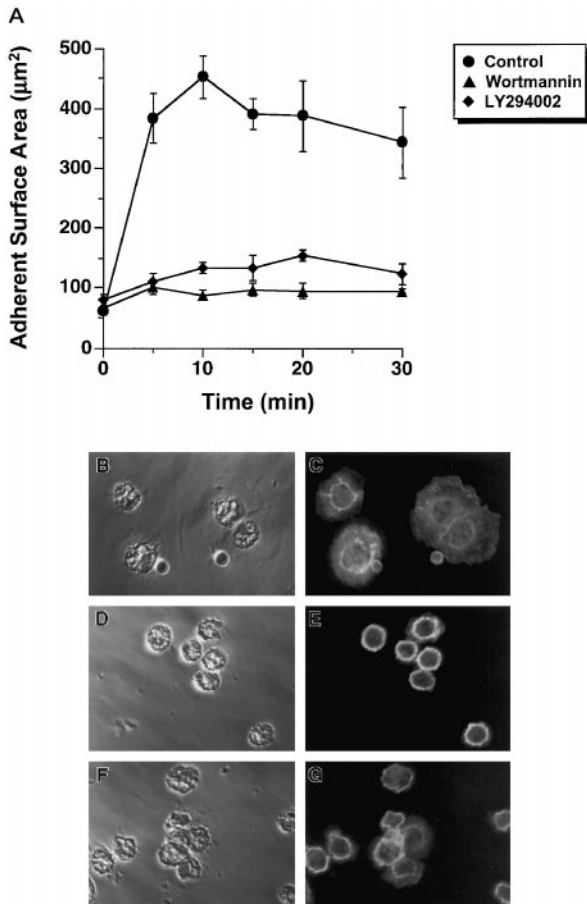 A
500
400
300
200
100
0
Adherent Surface Area (µm²)
0 10 20 30
Time (min)
Control
Wortmannin
LY294002
B
C
D
E
F
G